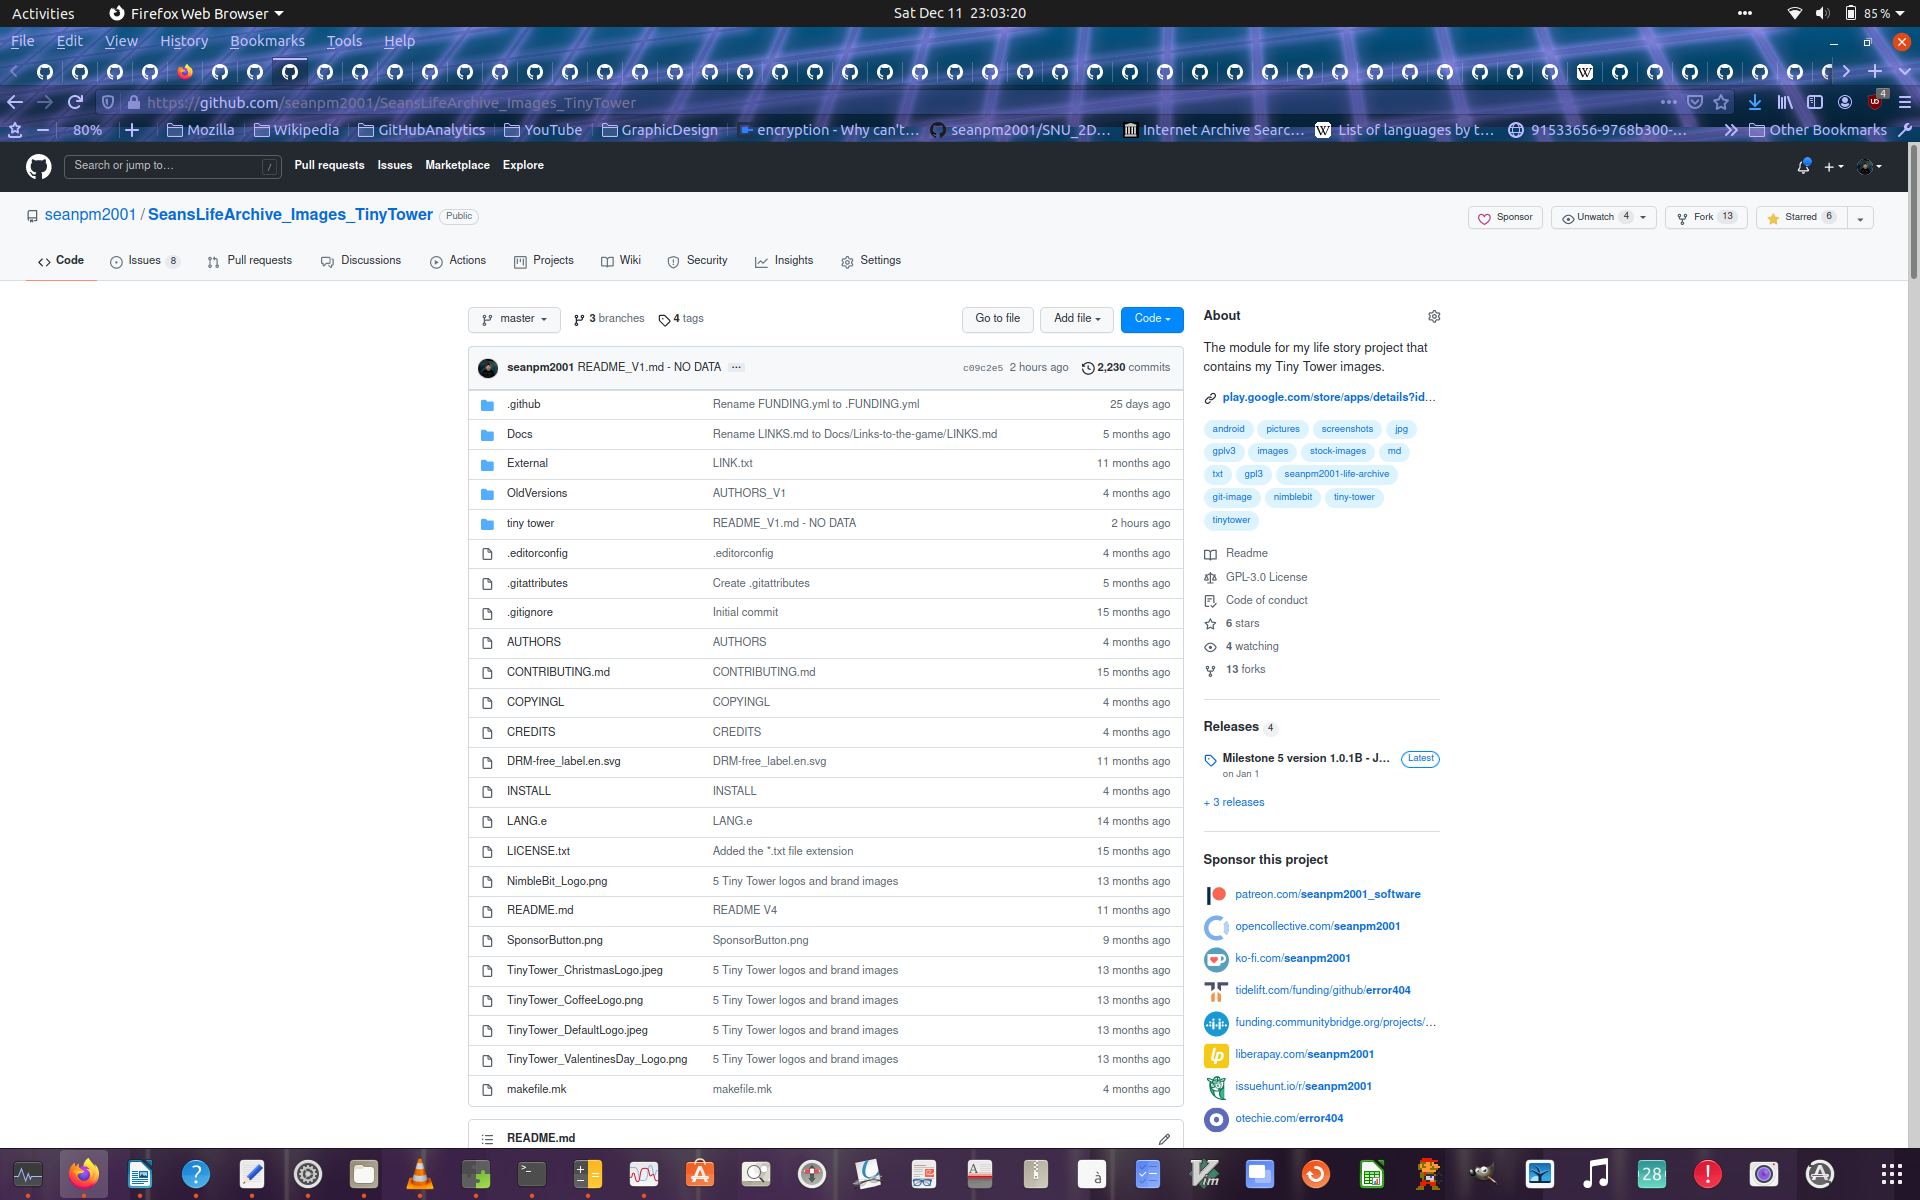 Activities Firefox Web Browser Sat Dec 11 23:03:20 85 %
File Edit View History Bookmarks Tools Help
https://github.com/seanpm2001/SeansLifeArchive_Images_TinyTower 4
80% Mozilla Wikipedia GitHubAnalytics YouTube GraphicDesign encryption - Why can't… seanpm2001/SNU_2D… Internet Archive Searc… List of languages by t… 91533656-9768b300-… Other Bookmarks
Search or jump to… / Pull requests Issues Marketplace Explore
seanpm2001 / SeansLifeArchive_Images_TinyTower Public Sponsor Unwatch 4 Fork 13 Starred 6
Code Issues 8 Pull requests Discussions Actions Projects Wiki Security Insights Settings
master 3 branches 4 tags Go to file Add file Code
seanpm2001 README_V1.md - NO DATA ... c09c2e5 2 hours ago 2,230 commits
.github Rename FUNDING.yml to .FUNDING.yml 25 days ago
Docs Rename LINKS.md to Docs/Links-to-the-game/LINKS.md 5 months ago
External LINK.txt 11 months ago
OldVersions AUTHORS_V1 4 months ago
tiny tower README_V1.md - NO DATA 2 hours ago
.editorconfig .editorconfig 4 months ago
.gitattributes Create .gitattributes 5 months ago
.gitignore Initial commit 15 months ago
AUTHORS AUTHORS 4 months ago
CONTRIBUTING.md CONTRIBUTING.md 15 months ago
COPYINGL COPYINGL 4 months ago
CREDITS CREDITS 4 months ago
DRM-free_label.en.svg DRM-free_label.en.svg 11 months ago
INSTALL INSTALL 4 months ago
LANG.e LANG.e 14 months ago
LICENSE.txt Added the *.txt file extension 15 months ago
NimbleBit_Logo.png 5 Tiny Tower logos and brand images 13 months ago
README.md README V4 11 months ago
SponsorButton.png SponsorButton.png 9 months ago
TinyTower_ChristmasLogo.jpeg 5 Tiny Tower logos and brand images 13 months ago
TinyTower_CoffeeLogo.png 5 Tiny Tower logos and brand images 13 months ago
TinyTower_DefaultLogo.jpeg 5 Tiny Tower logos and brand images 13 months ago
TinyTower_ValentinesDay_Logo.png 5 Tiny Tower logos and brand images 13 months ago
makefile.mk makefile.mk 4 months ago
README.md
About
The module for my life story project that
contains my Tiny Tower images.
play.google.com/store/apps/details?id…
android pictures screenshots jpg
gplv3 images stock-images md
txt gpl3 seanpm2001-life-archive
git-image nimblebit tiny-tower
tinytower
Readme
GPL-3.0 License
Code of conduct
6 stars
4 watching
13 forks
Releases 4
Milestone 5 version 1.0.1B - J… Latest
on Jan 1
+ 3 releases
Sponsor this project
patreon.com/seanpm2001_software
opencollective.com/seanpm2001
ko-fi.com/seanpm2001
tidelift.com/funding/github/error404
funding.communitybridge.org/projects/…
liberapay.com/seanpm2001
issuehunt.io/r/seanpm2001
otechie.com/error404
28